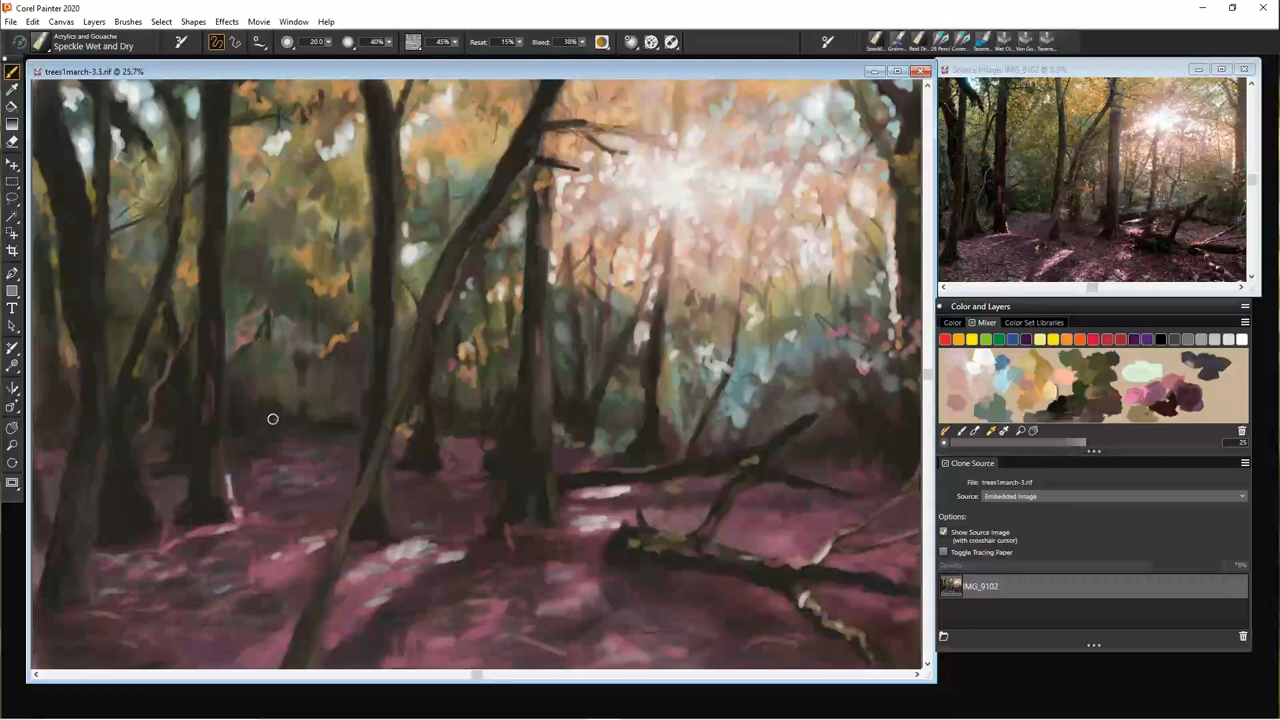 Corel Painter 2020
File Edit Canvas Layers Brushes Select Shapes Effects Movie Window Help
Acrylics and Gouache
Speckle Wet and Dry
20.0
40%
45%
Reset: 15%
Bleed: 38%
trees1march-3.3.rif @ 25.7%
Color and Layers
Color Mixer Color Set Libraries
25
Clone Source
File: trees1march-3.rif
Source: Embedded Image
Options:
Show Source Image
(with crosshair cursor)
Toggle Tracing Paper
Opacity:
IMG_9102